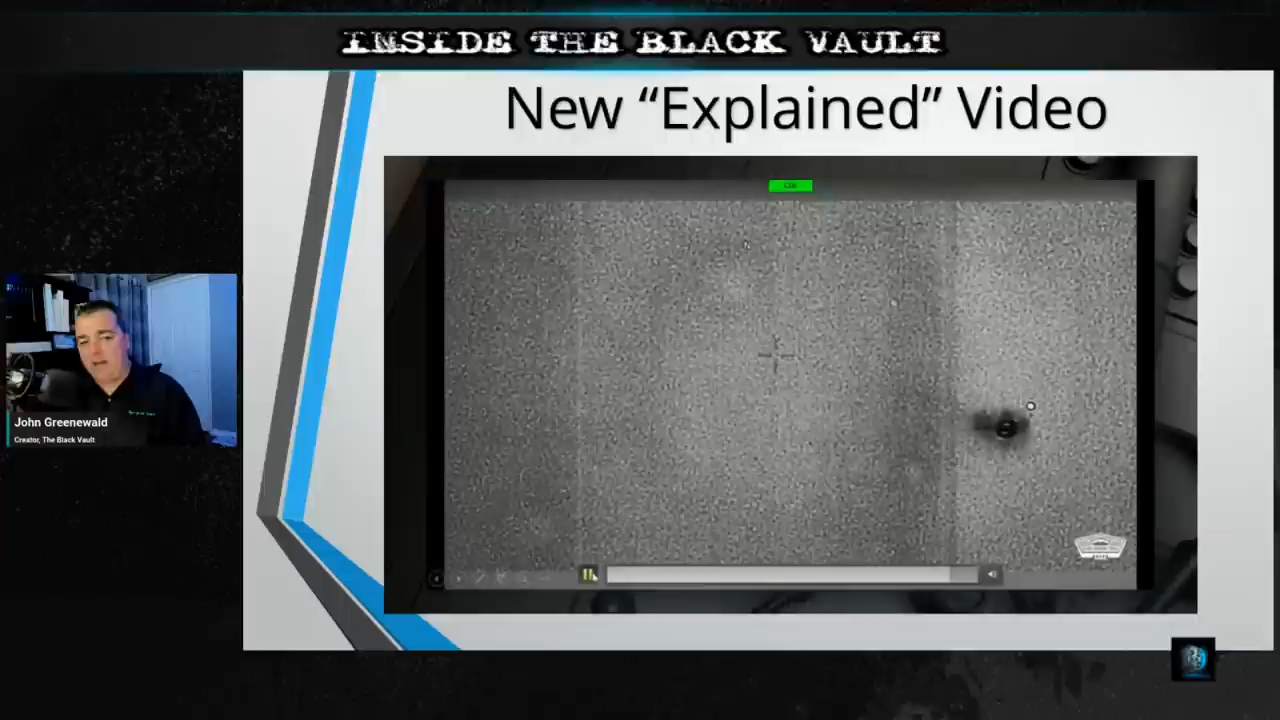 INSIDE THE BLACK VAULT
New “Explained” Video
John Greenewald
Creator, The Black Vault